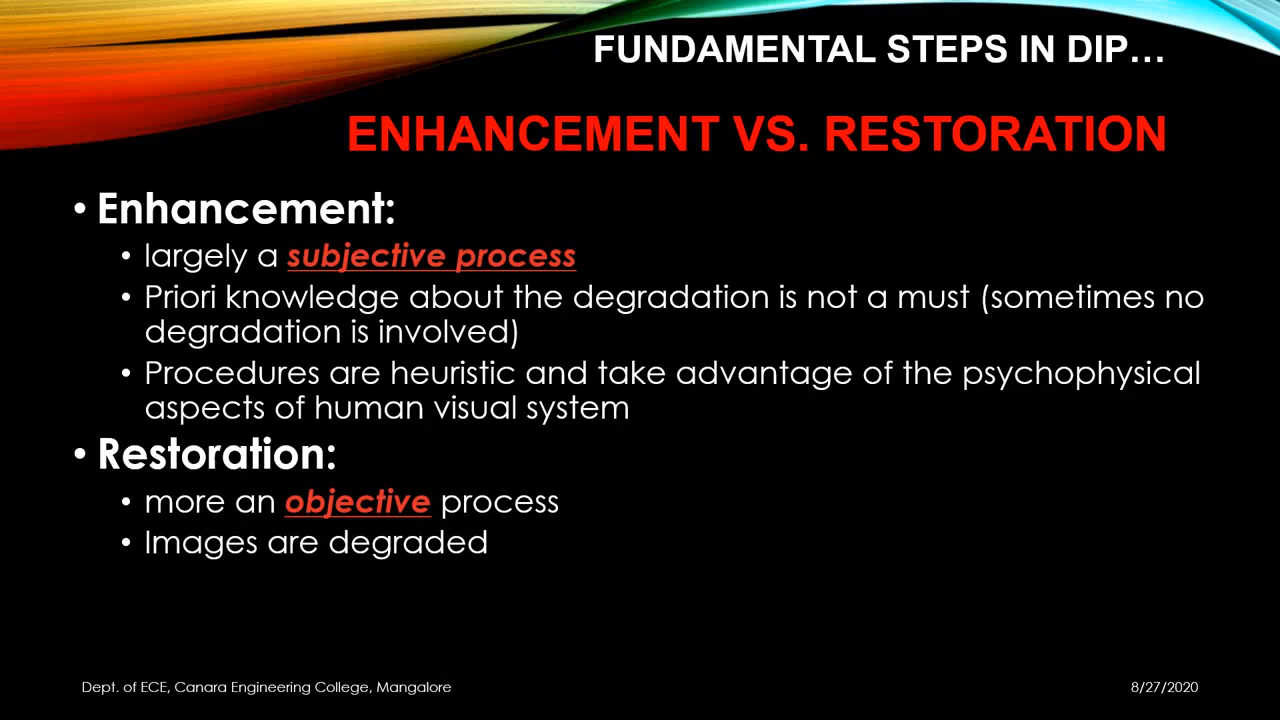 FUNDAMENTAL STEPS IN DIP…
ENHANCEMENT VS. RESTORATION
• Enhancement:
• largely a subjective process
• Priori knowledge about the degradation is not a must (sometimes no
degradation is involved)
• Procedures are heuristic and take advantage of the psychophysical
aspects of human visual system
• Restoration:
• more an objective process
• Images are degraded
Dept. of ECE, Canara Engineering College, Mangalore
8/27/2020